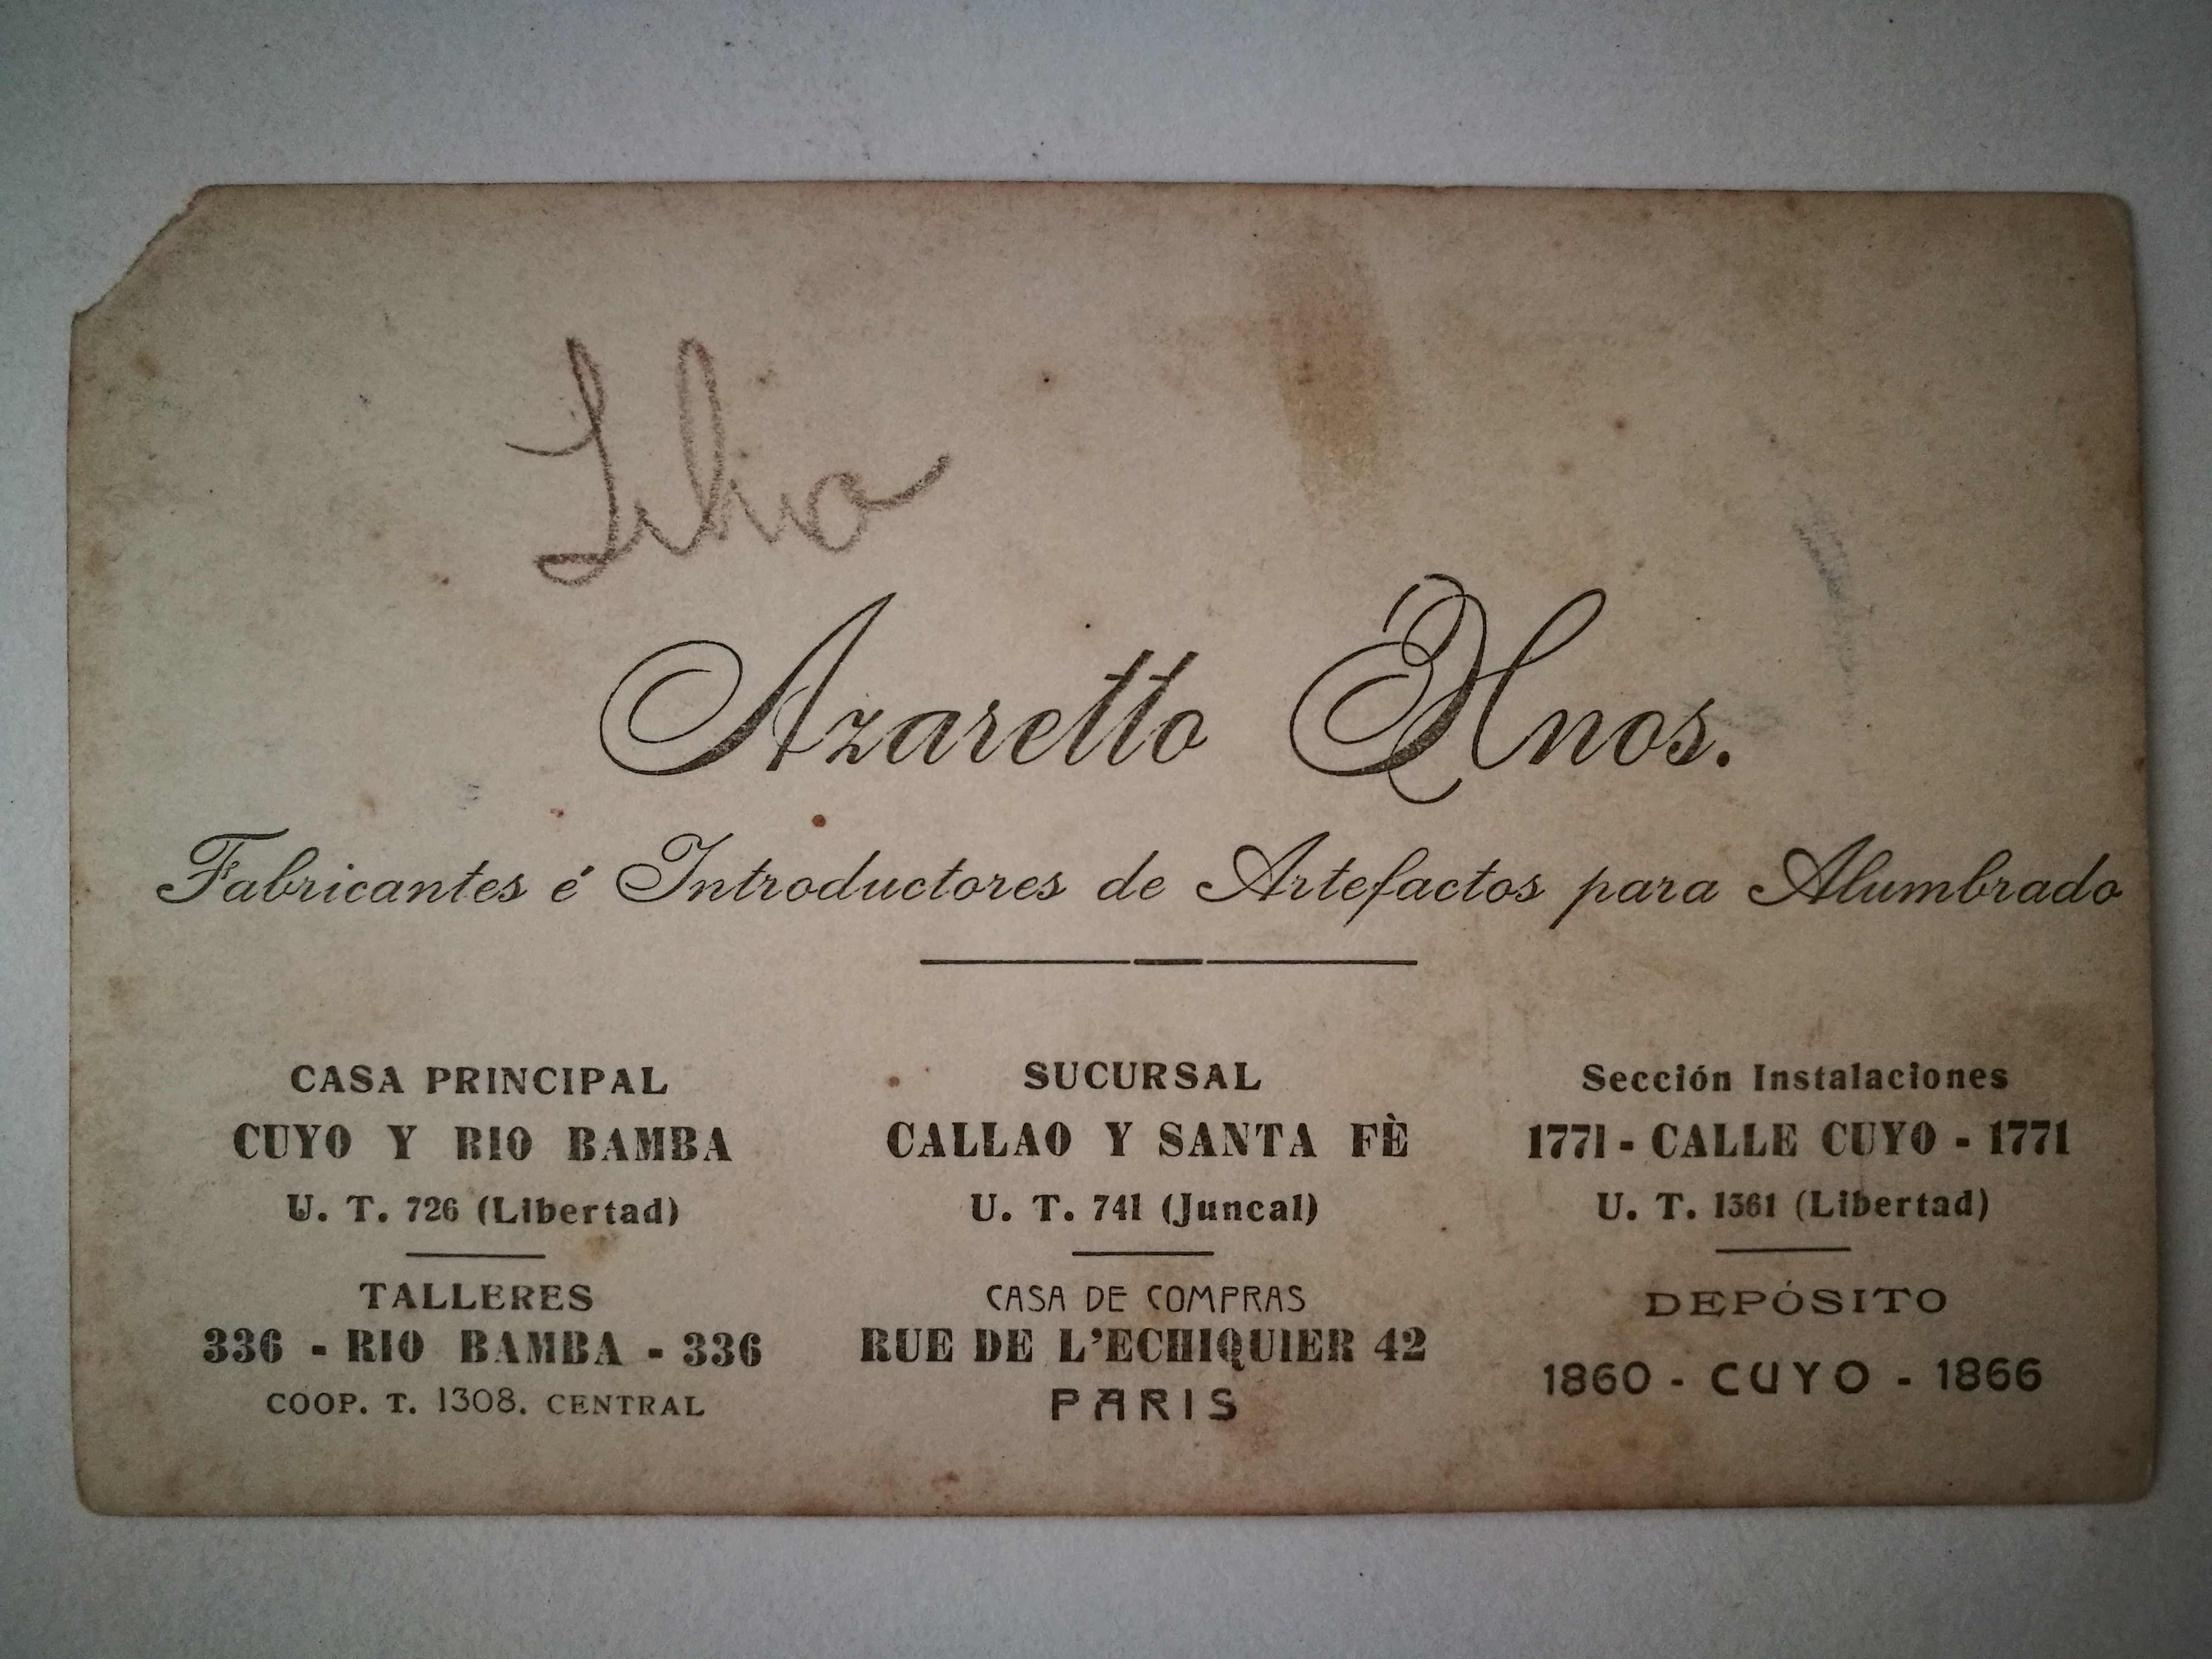 Azaretto Hnos.
Fabricantes é Introductores de Artefactos para Alumbrado
CASA PRINCIPAL
CUYO Y RIO BAMBA
U. T. 726 (Libertad)
TALLERES
336 - RIO BAMBA - 336
COOP. T. 1308. CENTRAL
SUCURSAL
CALLAO Y SANTA FÈ
U. T. 741 (Juncal)
CASA DE COMPRAS
RUE DE L'ECHIQUIER 42
PARIS
Sección Instalaciones
1771 - CALLE CUYO - 1771
U. T. 1361 (Libertad)
DEPÓSITO
1860 - CUYO - 1866